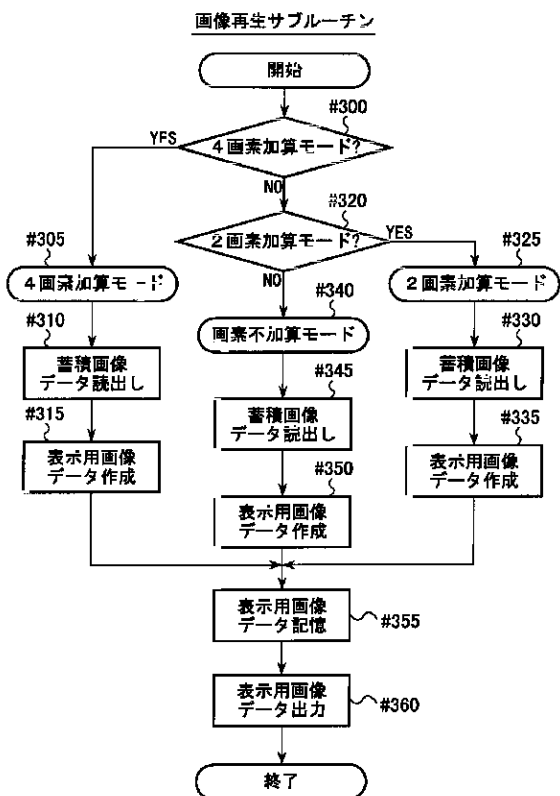 画像再生サブルーチン
開始
#300
4画素加算モード?
YES
NO
#320
2画素加算モード?
YES
NO
#305
4画素加算モード
#310
蓄積画像
データ読出し
#315
表示用画像
データ作成
#340
画素不加算モード
#345
蓄積画像
データ読出し
#350
表示用画像
データ作成
#325
2画素加算モード
#330
蓄積画像
データ読出し
#335
表示用画像
データ作成
表示用画像
データ記憶
#355
表示用画像
データ出力
#360
終了